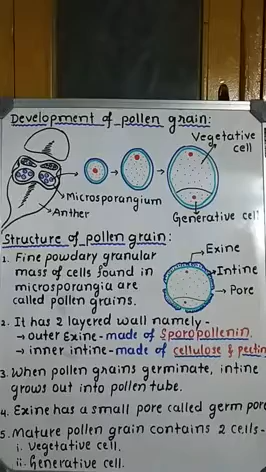 Development of pollen grain:
Vegetative
cell
Microsporangium
Anther
Generative cell
Structure of pollen grain:
Exine
Intine
Pore
1. Fine powdary granular
mass of cells found in
microsporangia are
called pollen grains.
2. It has 2 layered wall namely-
→ outer Exine-made of Sporopollenin.
→ inner intine-made of cellulose & pectin
3. When pollen grains germinate, intine
grows out into pollen tube.
4. Exine has a small pore called germ pore
5. Mature pollen grain contains 2 cells-
i. Vegetative cell.
ii. Generative cell.